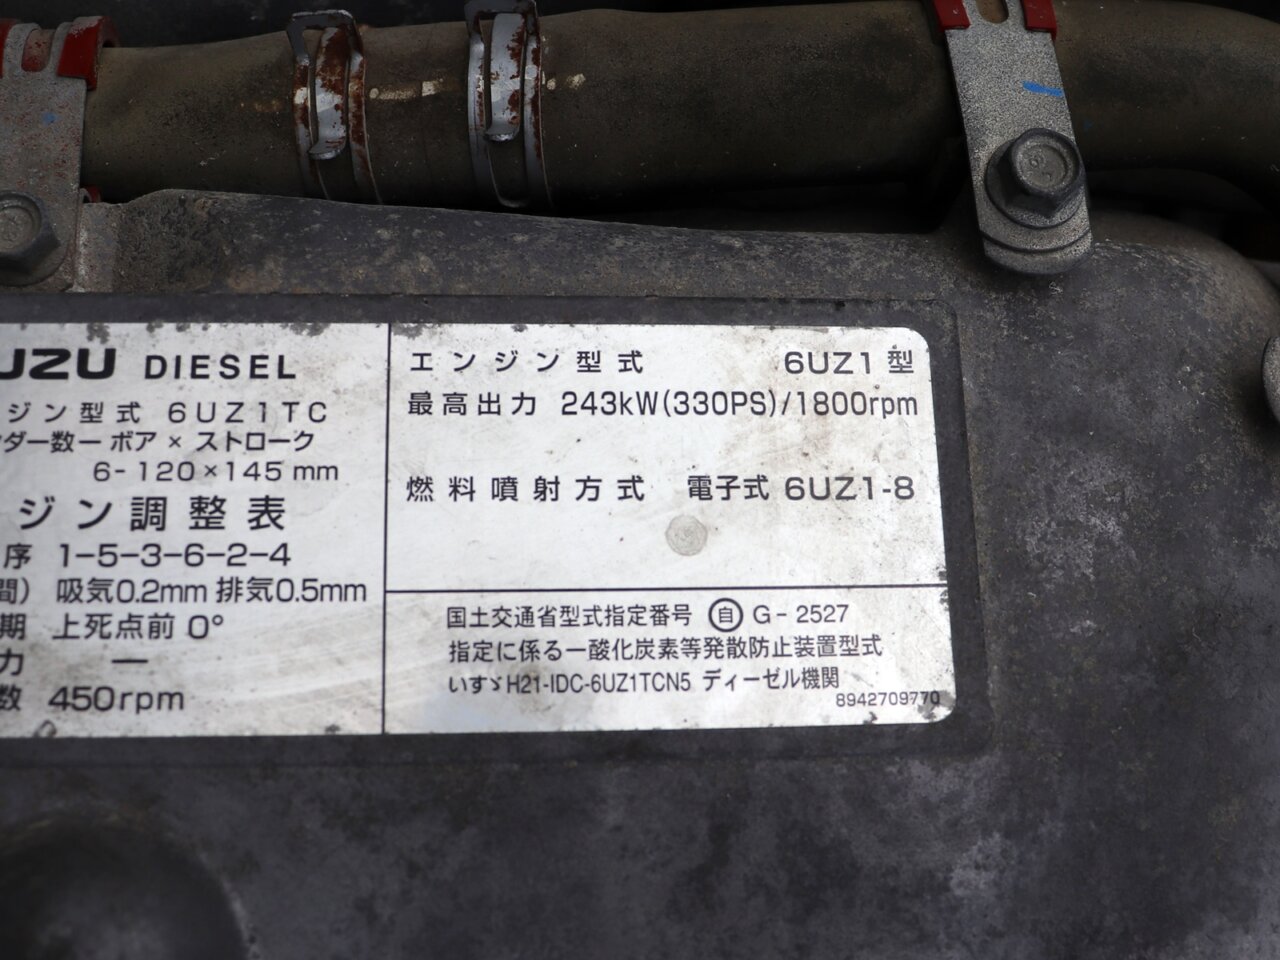 UZU DIESEL
ジン型式 6UZ1TC
ダー数ー ボア × ストローク
6-120×145 mm
ジン調整表
序 1-5-3-6-2-4
間) 吸気0.2mm 排気0.5mm
期 上死点前 0°
力 ー
数 450rpm
エンジン型式 6UZ1型
最高出力 243kW(330PS)/1800rpm
燃料噴射方式 電子式 6UZ1-8
国土交通省型式指定番号 自 G-2527
指定に係る一酸化炭素等発散防止装置型式
いすゞH21-IDC-6UZ1TCN5 ディーゼル機関
8942709770